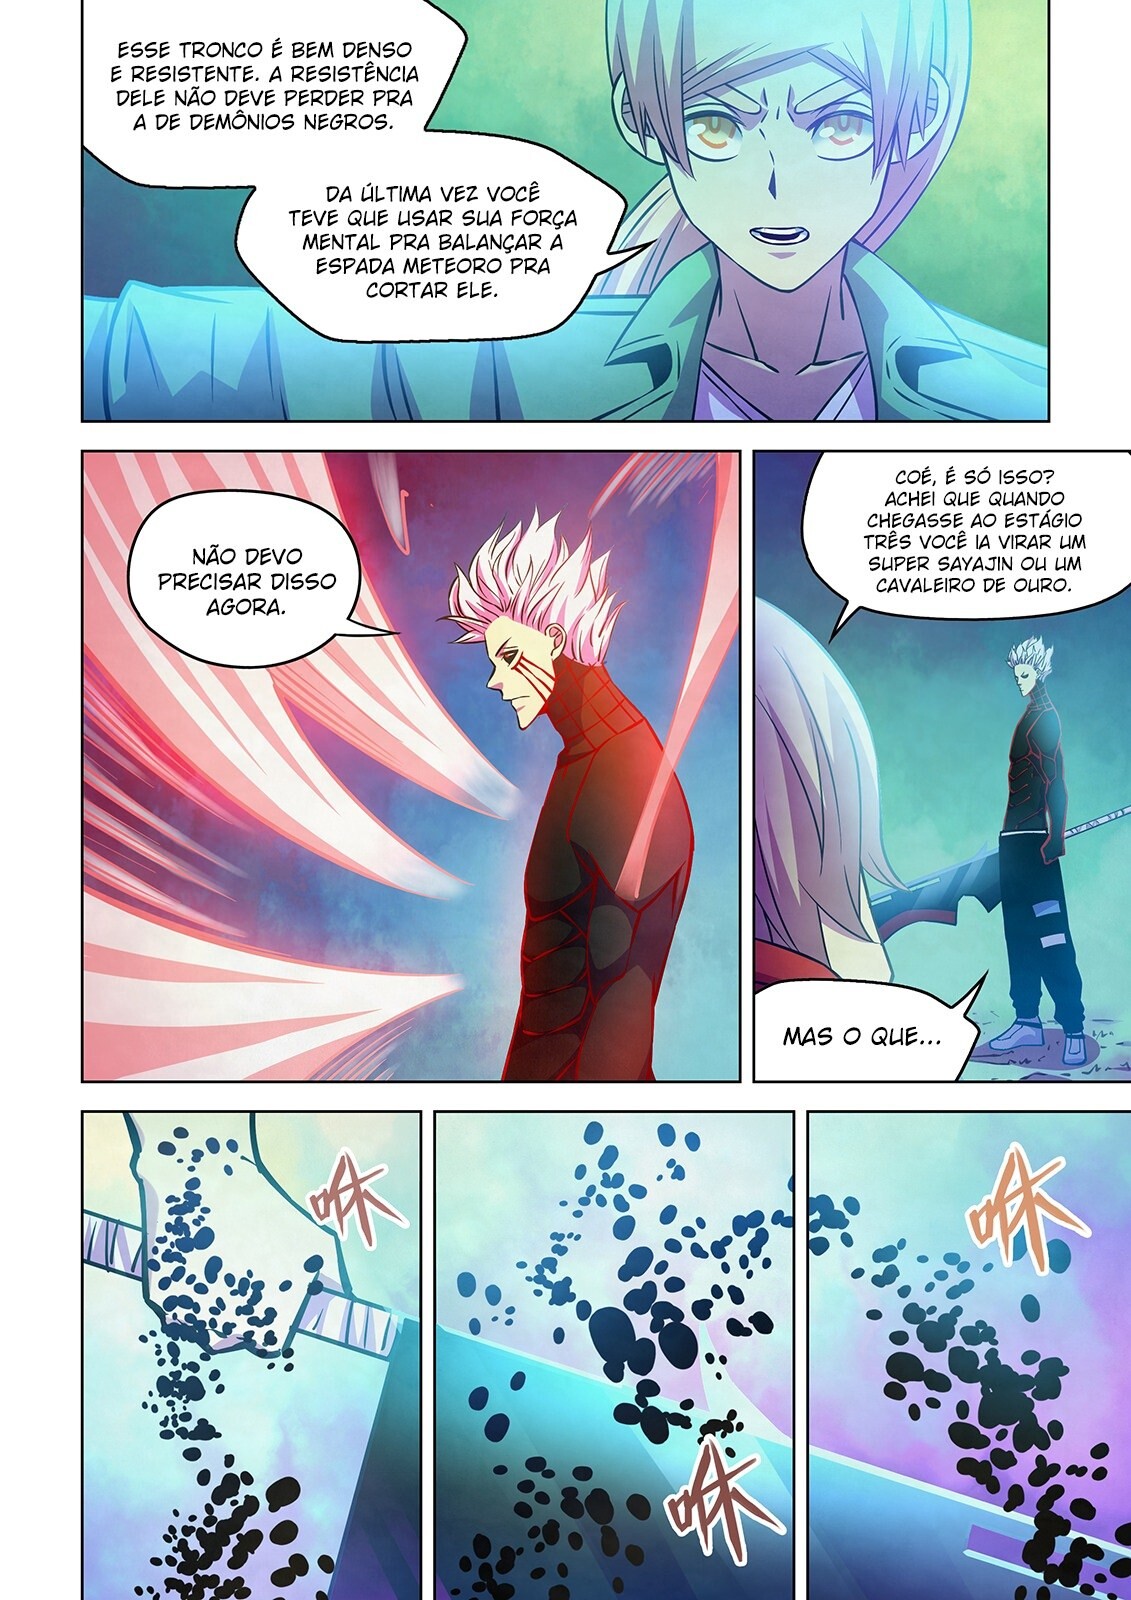 ESSE TRONCO É BEM DENSO
E RESISTENTE. A RESISTÊNCIA
DELE NÃO DEVE PERDER PRA
A DE DEMÔNIOS NEGROS.
DA ÚLTIMA VEZ VOCÊ
TEVE QUE USAR SUA FORÇA
MENTAL PRA BALANÇAR A
ESPADA METEORO PRA
CORTAR ELE.
NÃO DEVO
PRECISAR DISSO
AGORA.
COÉ, É SÓ ISSO?
ACHEI QUE QUANDO
CHEGASSE AO ESTÁGIO
TRÊS VOCÊ IA VIRAR UM
SUPER SAYAJIN OU UM
CAVALEIRO DE OURO.
MAS O QUE...
咻
咻
咻